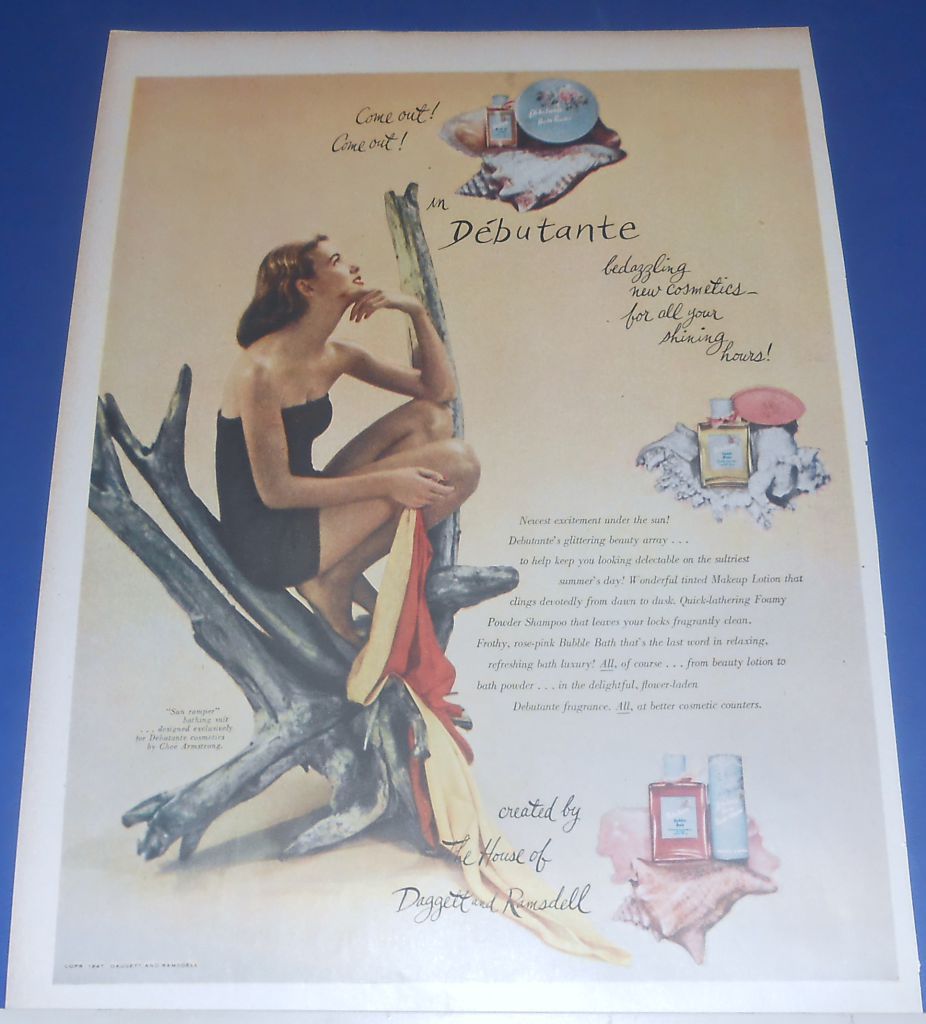 Come out!
Come out!
in
Débutante
bedazzling
new cosmetics—
for all your
shining
hours!
Newest excitement under the sun!
Debutante's glittering beauty array . . .
to help keep you looking delectable on the sultriest
summer's day! Wonderful tinted Makeup Lotion that
clings devotedly from dawn to dusk. Quick-lathering Foamy
Powder Shampoo that leaves your locks fragrantly clean.
Frothy, rose-pink Bubble Bath that's the last word in relaxing,
refreshing bath luxury! All, of course . . . from beauty lotion to
bath powder . . . in the delightful, flower-laden
Debutante fragrance. All, at better cosmetic counters.
"Sun romper"
bathing suit
. . . designed exclusively
for Debutante cosmetics
by Chee Armstrong.
created by
The House of
Daggett and Ramsdell
COPR. 1947 DAGGETT AND RAMSDELL